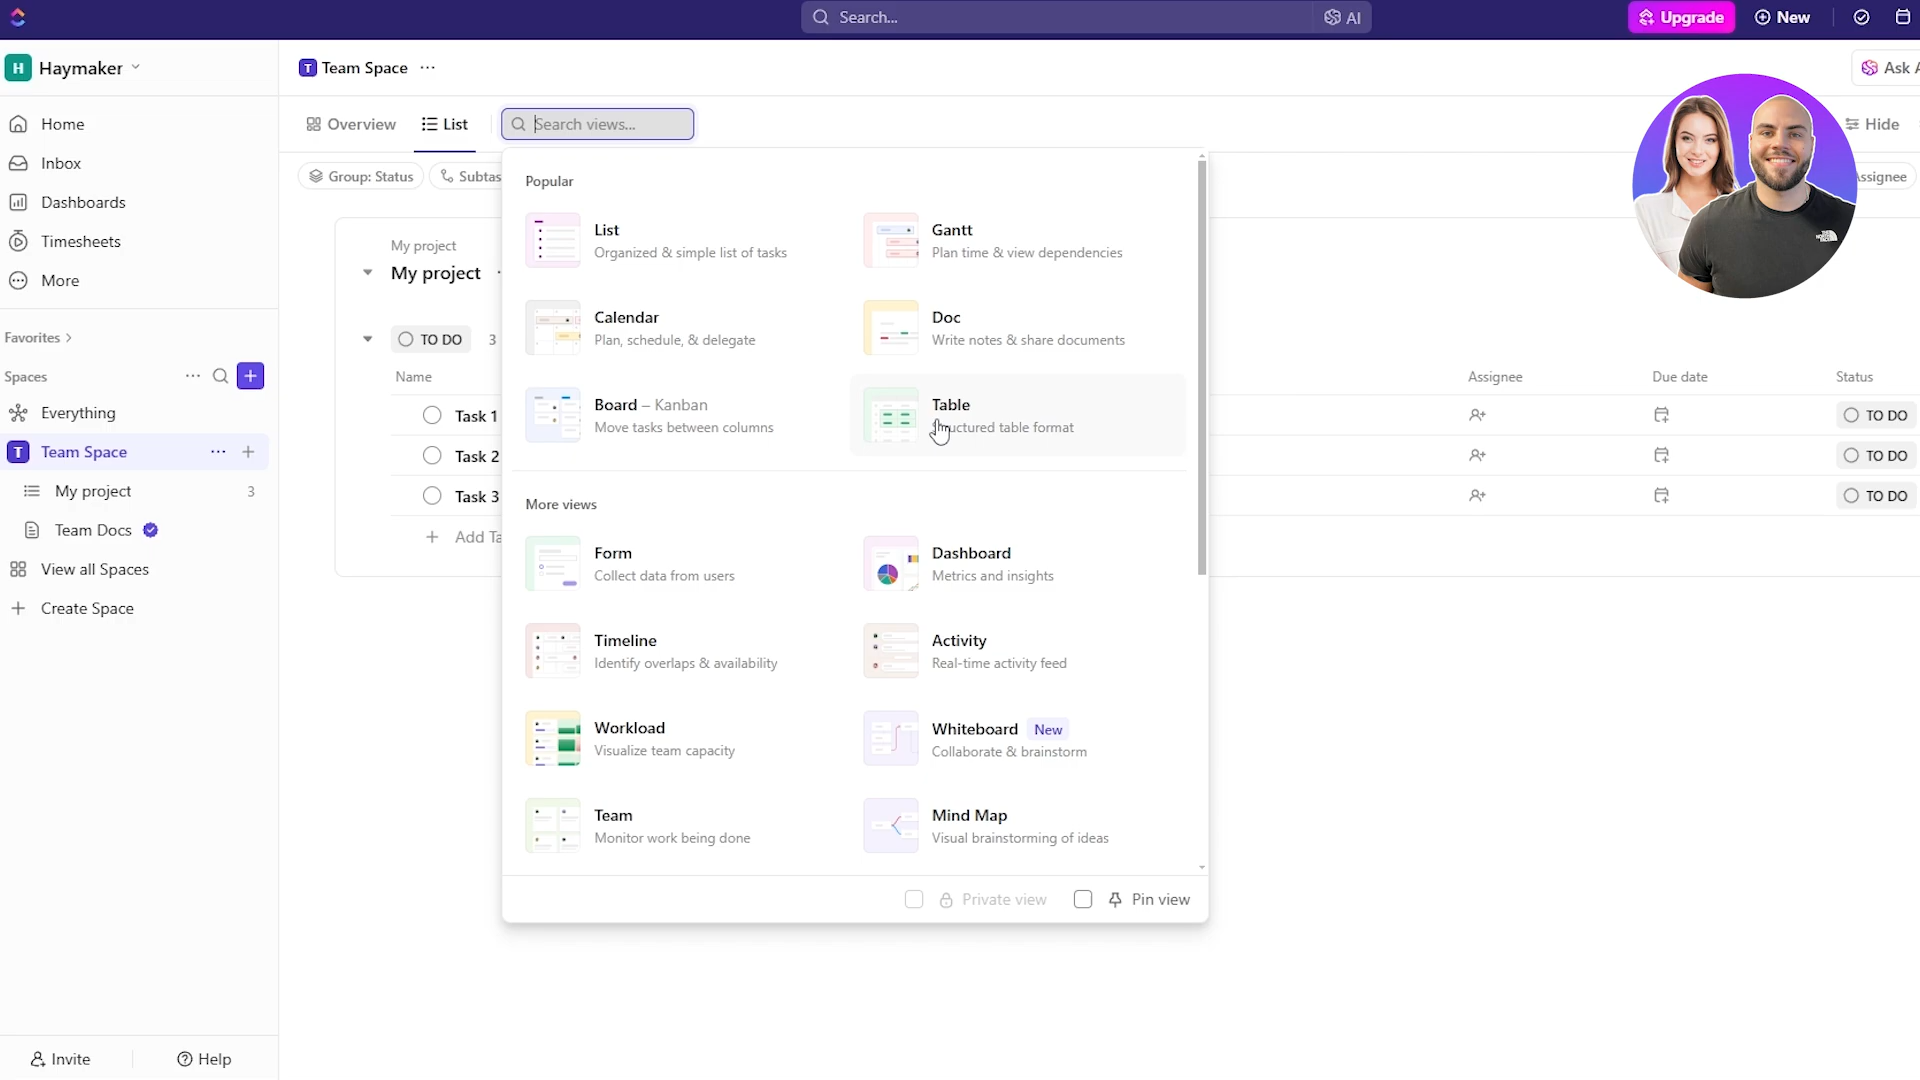 Search...
AI
Upgrade
New
H Haymaker
T Team Space
Ask A
Home
Inbox
Dashboards
Timesheets
More
Favorites
Spaces
Everything
T Team Space
My project 3
Team Docs
View all Spaces
Create Space
Invite
Help
Overview
List
Search views...
Hide
Group: Status
Subtas
ssignee
My project
My project
TO DO 3
Name
Assignee
Due date
Status
Task 1
TO DO
Task 2
TO DO
Task 3
TO DO
Add Ta
Popular
List
Organized & simple list of tasks
Gantt
Plan time & view dependencies
Calendar
Plan, schedule, & delegate
Doc
Write notes & share documents
Board – Kanban
Move tasks between columns
Table
ructured table format
More views
Form
Collect data from users
Dashboard
Metrics and insights
Timeline
Identify overlaps & availability
Activity
Real-time activity feed
Workload
Visualize team capacity
Whiteboard New
Collaborate & brainstorm
Team
Monitor work being done
Mind Map
Visual brainstorming of ideas
Private view
Pin view